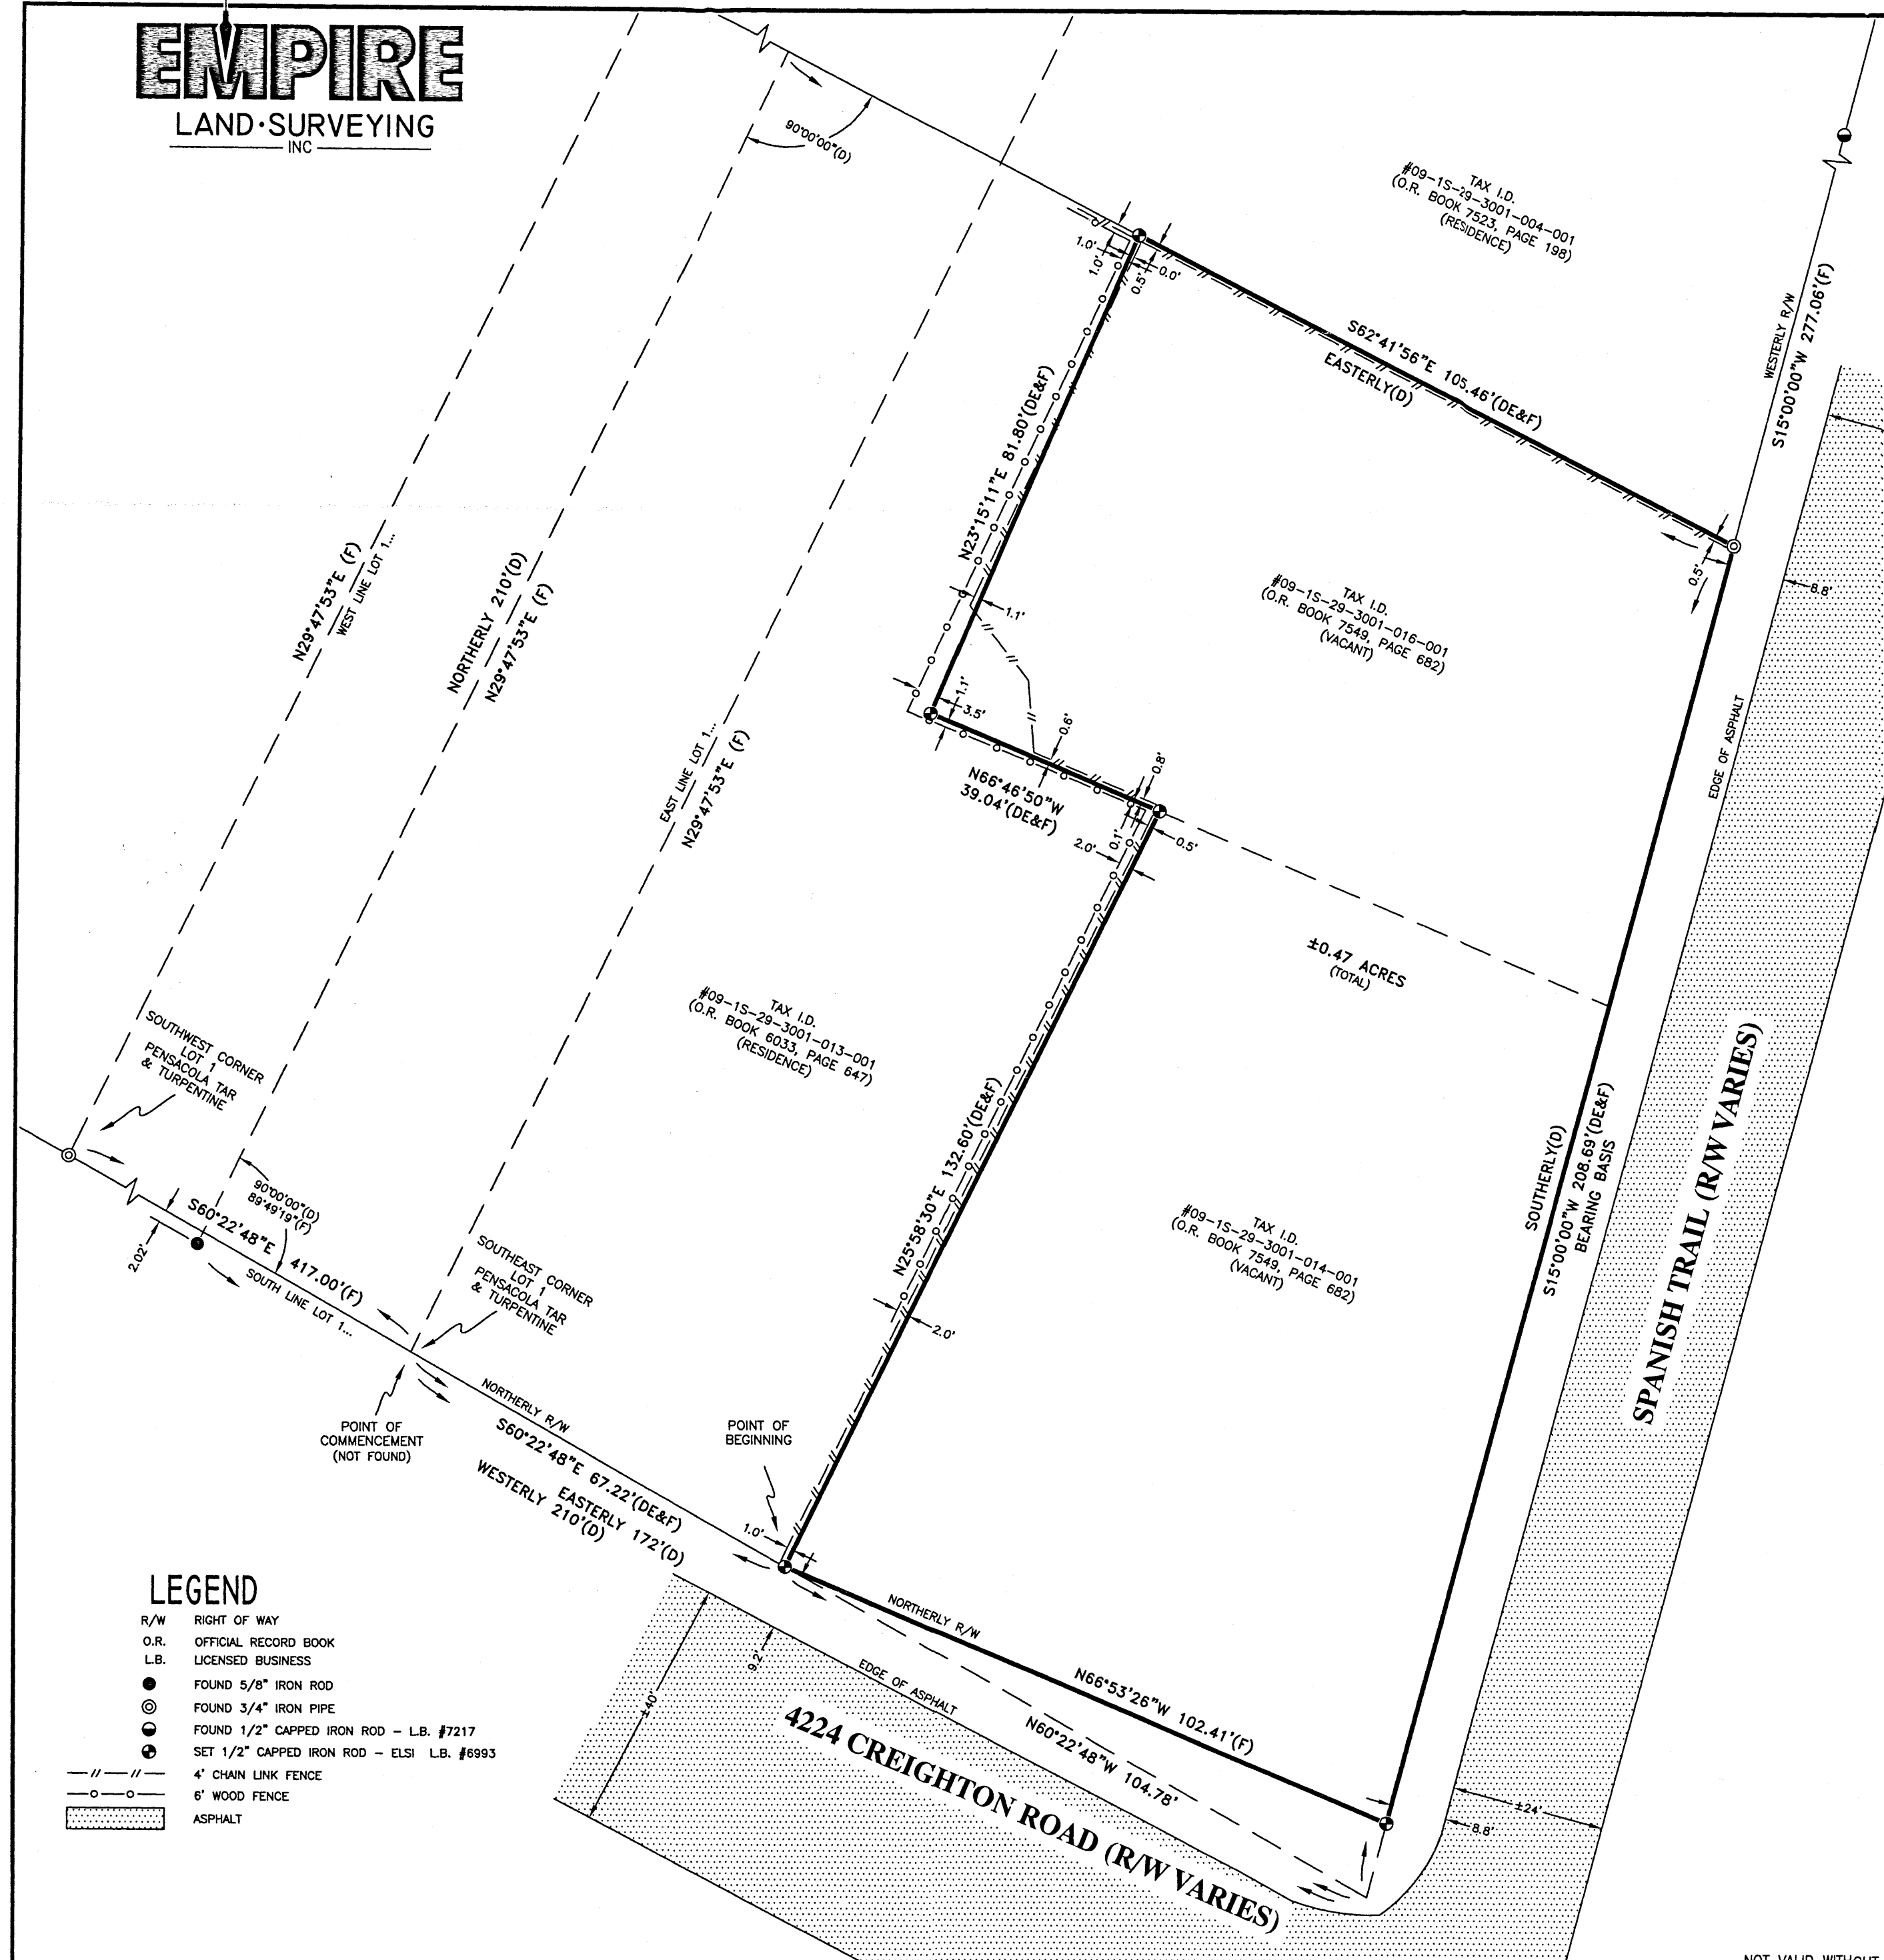 EMPIRE
LAND·SURVEYING
INC
90°00'00"(D)
TAX I.D.
#09-1S-29-3001-004-001
(O.R. BOOK 7523, PAGE 198)
(RESIDENCE)
WESTERLY R/W
S15°00'00"W 277.06'(F)
1.0'
1.0'
0.0'
0.5'
S62°41'56"E 105.46'(DE&F)
EASTERLY(D)
N23°15'11"E 81.80'(DE&F)
0.5'
8.8'
N29°47'53"E (F)
WEST LINE LOT 1...
NORTHERLY 210'(D)
N29°47'53"E (F)
EAST LINE LOT 1...
N29°47'53"E (F)
1.1'
TAX I.D.
#09-1S-29-3001-016-001
(O.R. BOOK 7549, PAGE 682)
(VACANT)
1.1'
3.5'
0.6'
0.8'
N66°46'50"W
39.04'(DE&F)
2.0'
0.1'
0.5'
EDGE OF ASPHALT
±0.47 ACRES
(TOTAL)
TAX I.D.
#09-1S-29-3001-013-001
(O.R. BOOK 6033, PAGE 647)
(RESIDENCE)
SOUTHWEST CORNER
LOT 1
PENSACOLA TAR
& TURPENTINE
N25°58'30"E 132.60'(DE&F)
SOUTHERLY(D)
S15°00'00"W 208.69'(DE&F)
BEARING BASIS
SPANISH TRAIL (R/W VARIES)
90°00'00"(D)
89°49'19"(F)
2.02'
S60°22'48"E 417.00'(F)
SOUTH LINE LOT 1...
SOUTHEAST CORNER
LOT 1
PENSACOLA TAR
& TURPENTINE
TAX I.D.
#09-1S-29-3001-014-001
(O.R. BOOK 7549, PAGE 682)
(VACANT)
2.0'
POINT OF
COMMENCEMENT
(NOT FOUND)
NORTHERLY R/W
S60°22'48"E 67.22'(DE&F)
EASTERLY 172'(D)
WESTERLY 210'(D)
POINT OF
BEGINNING
1.0'
NORTHERLY R/W
N66°53'26"W 102.41'(F)
N60°22'48"W 104.78'
EDGE OF ASPHALT
9.2'
±40'
4224 CREIGHTON ROAD (R/W VARIES)
±24'
8.8'
LEGEND
R/W RIGHT OF WAY
O.R. OFFICIAL RECORD BOOK
L.B. LICENSED BUSINESS
FOUND 5/8" IRON ROD
FOUND 3/4" IRON PIPE
FOUND 1/2" CAPPED IRON ROD - L.B. #7217
SET 1/2" CAPPED IRON ROD - ELSI L.B. #6993
4' CHAIN LINK FENCE
6' WOOD FENCE
ASPHALT
NOT VALID WITHOUT